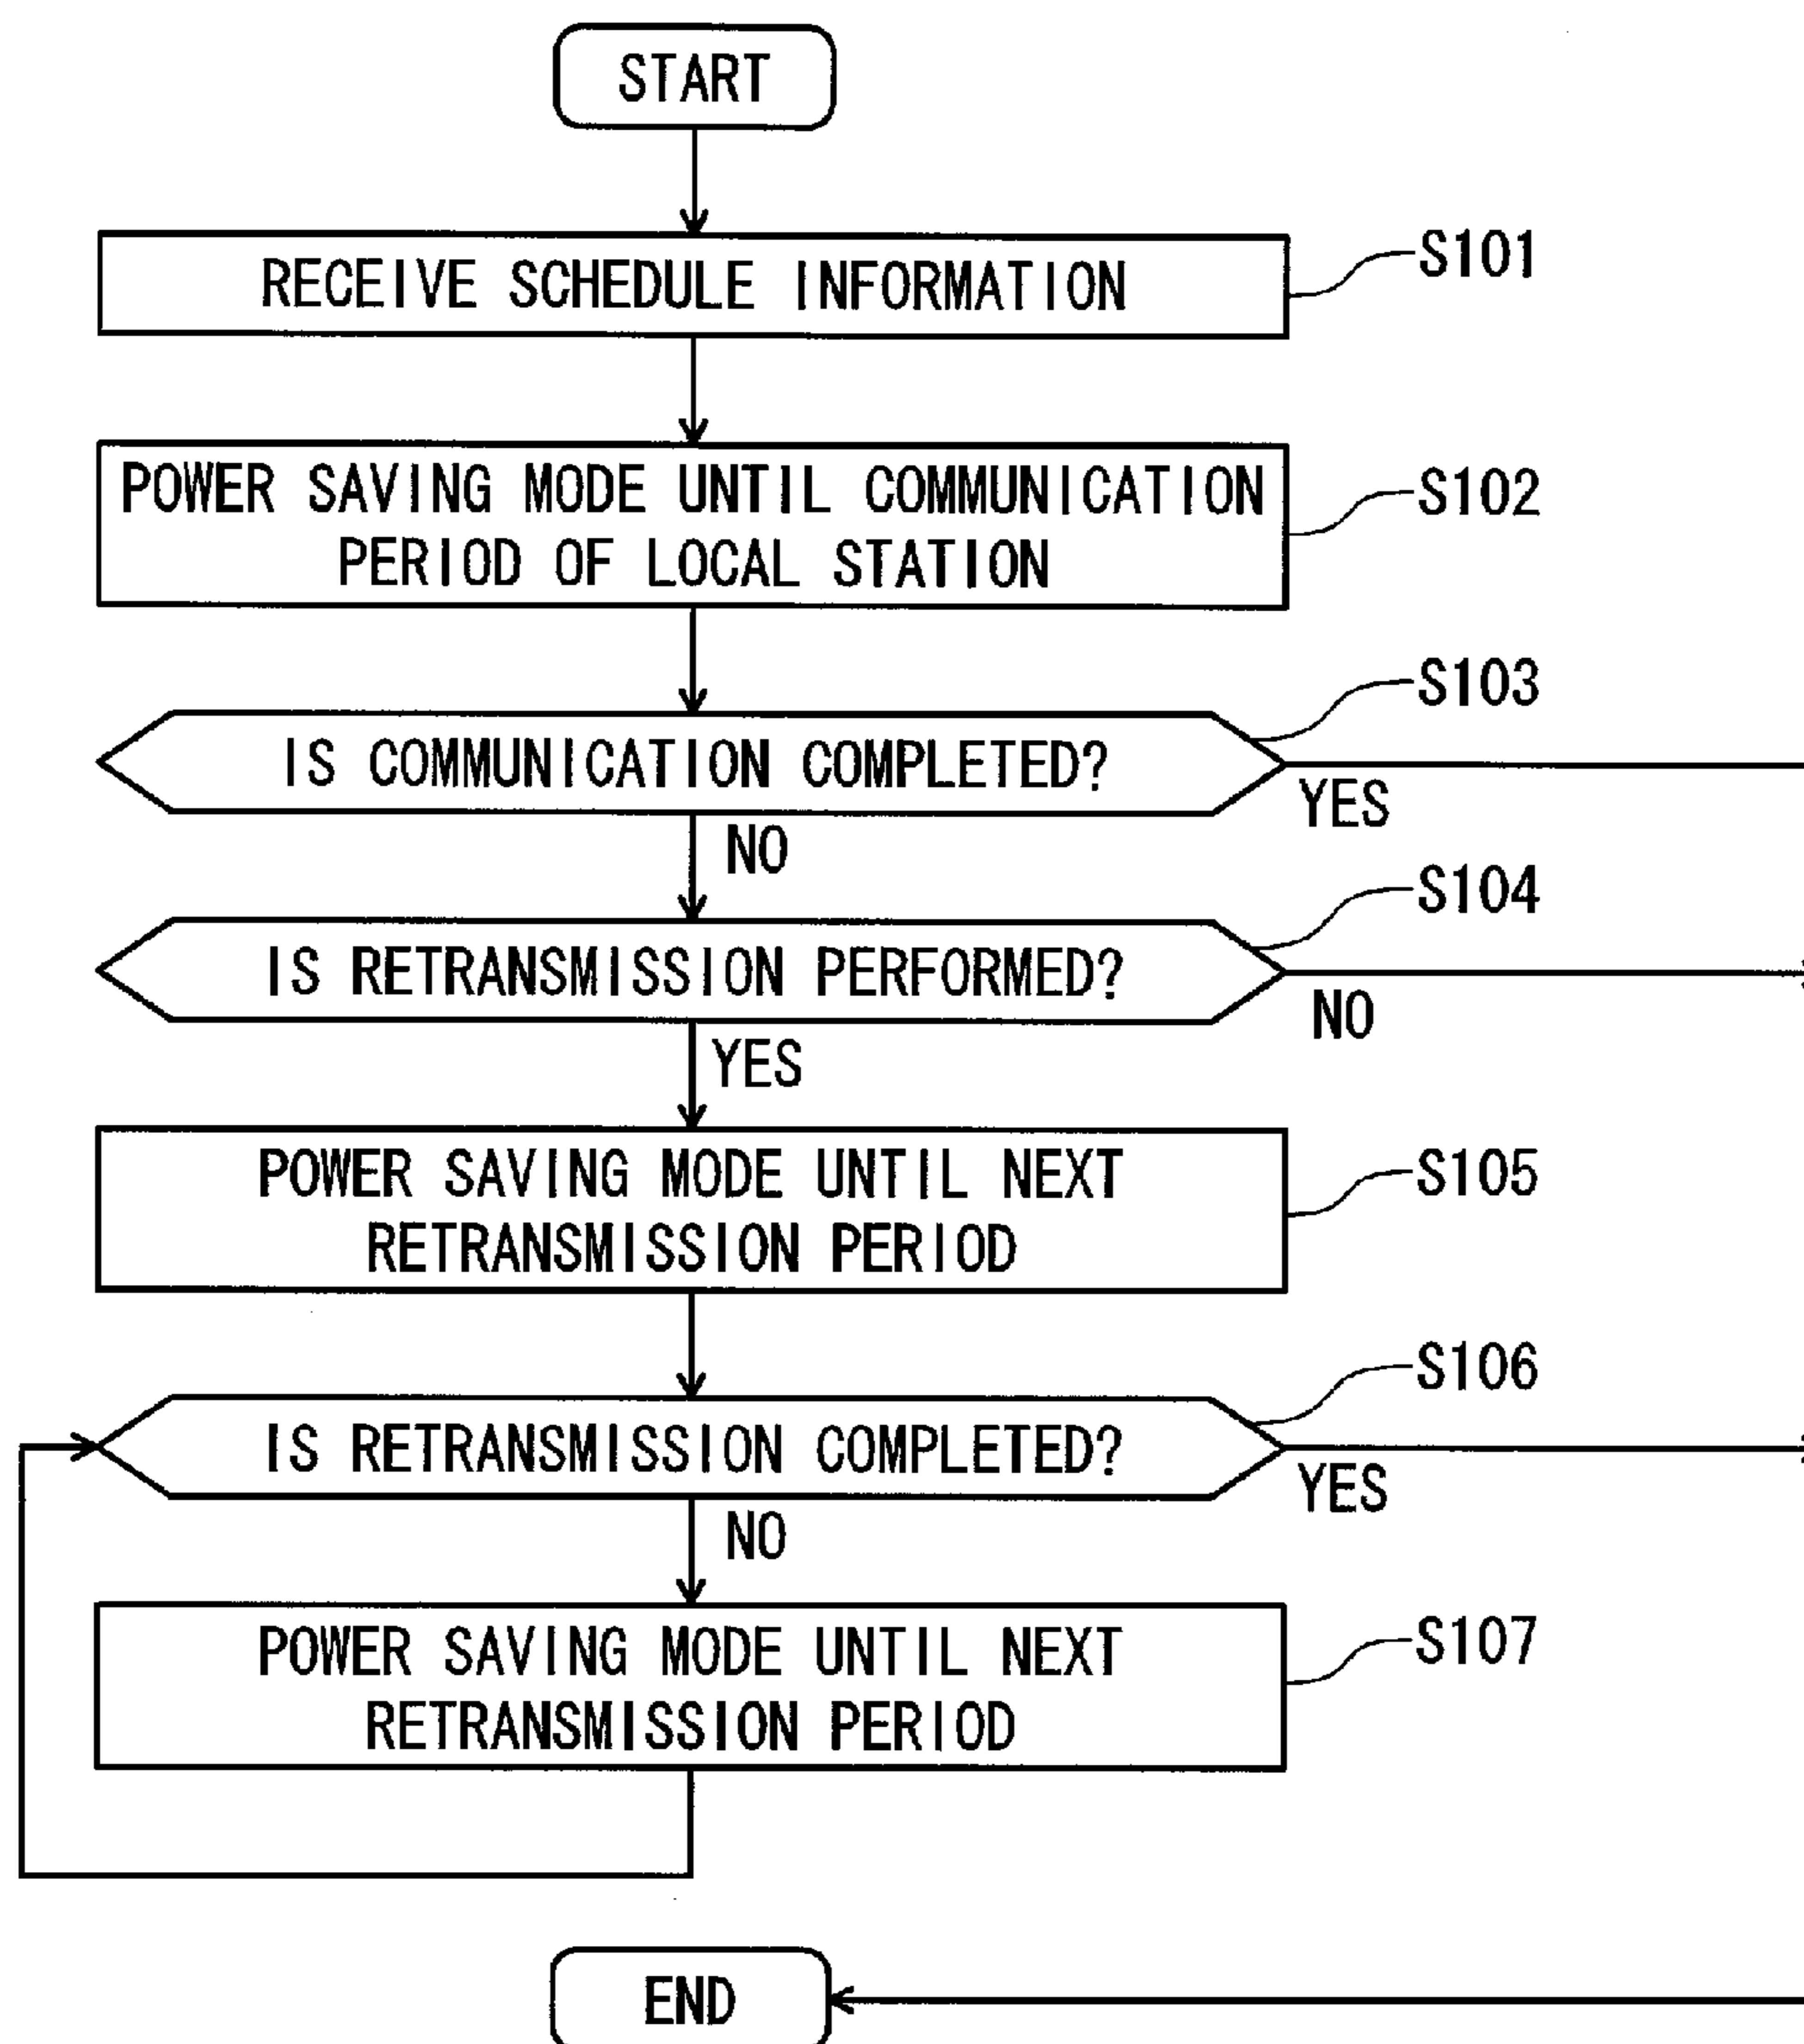 START
RECEIVE SCHEDULE INFORMATION
S101
POWER SAVING MODE UNTIL COMMUNICATION
PERIOD OF LOCAL STATION
S102
IS COMMUNICATION COMPLETED?
S103
YES
NO
IS RETRANSMISSION PERFORMED?
S104
NO
YES
POWER SAVING MODE UNTIL NEXT
RETRANSMISSION PERIOD
S105
IS RETRANSMISSION COMPLETED?
S106
YES
NO
POWER SAVING MODE UNTIL NEXT
RETRANSMISSION PERIOD
S107
END